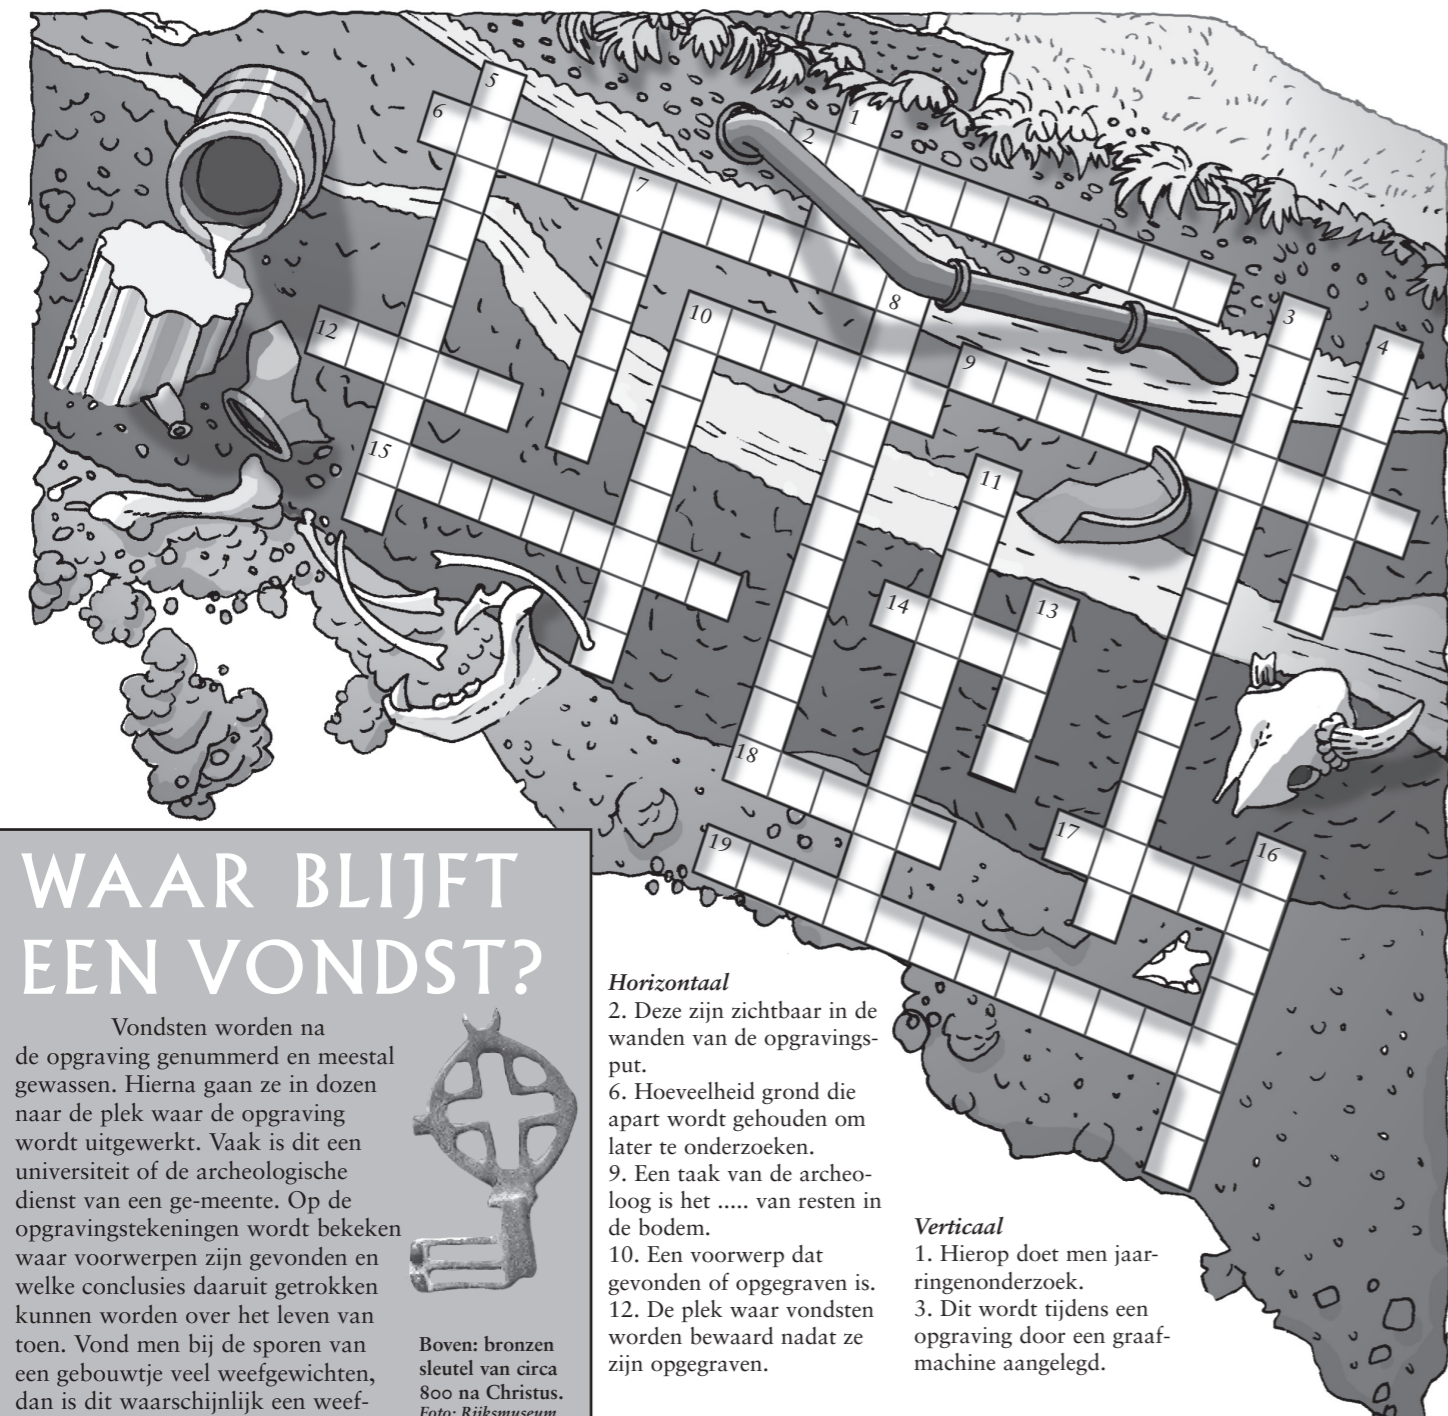 5
6
1
2
7
8
3
10
4
12
9
15
11
14
13
18
17
16
19
WAAR BLIJFT
EEN VONDST?
Vondsten worden na
de opgraving genummerd en meestal
gewassen. Hierna gaan ze in dozen
naar de plek waar de opgraving
wordt uitgewerkt. Vaak is dit een
universiteit of de archeologische
dienst van een ge-meente. Op de
opgravingstekeningen wordt bekeken
waar voorwerpen zijn gevonden en
welke conclusies daaruit getrokken
kunnen worden over het leven van
toen. Vond men bij de sporen van
een gebouwtje veel weefgewichten,
dan is dit waarschijnlijk een weef-
Boven: bronzen
sleutel van circa
800 na Christus.
Foto: Rijksmuseum
Horizontaal
2. Deze zijn zichtbaar in de
wanden van de opgravings-
put.
6. Hoeveelheid grond die
apart wordt gehouden om
later te onderzoeken.
9. Een taak van de archeo-
loog is het ..... van resten in
de bodem.
10. Een voorwerp dat
gevonden of opgegraven is.
12. De plek waar vondsten
worden bewaard nadat ze
zijn opgegraven.
Verticaal
1. Hierop doet men jaar-
ringenonderzoek.
3. Dit wordt tijdens een
opgraving door een graaf-
machine aangelegd.